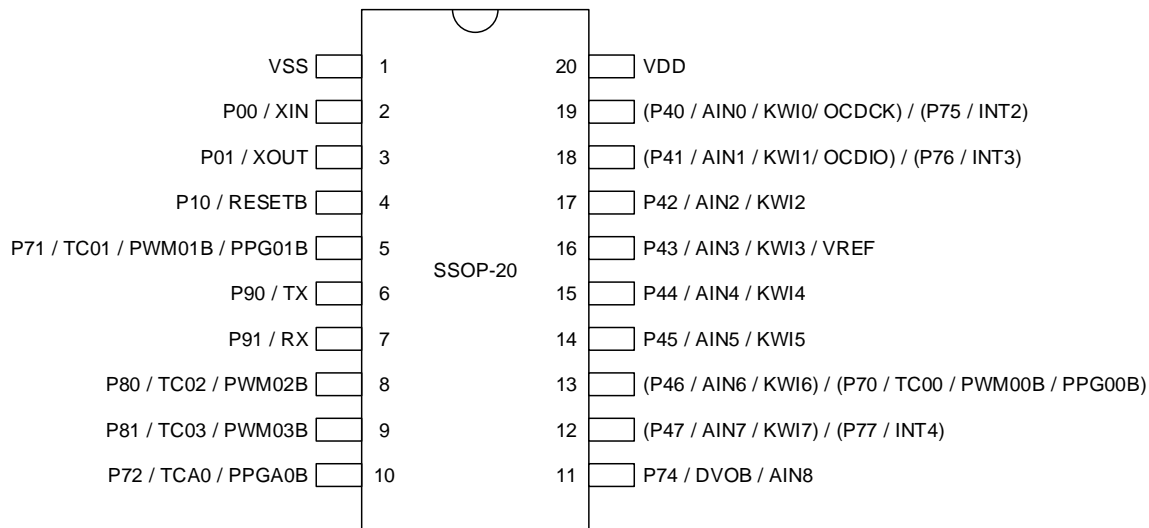 VSS 1 20 VDD
P00 / XIN 2 19 (P40 / AIN0 / KWI0/ OCDCK) / (P75 / INT2)
P01 / XOUT 3 18 (P41 / AIN1 / KWI1/ OCDIO) / (P76 / INT3)
P10 / RESETB 4 17 P42 / AIN2 / KWI2
P71 / TC01 / PWM01B / PPG01B 5 16 P43 / AIN3 / KWI3 / VREF
SSOP-20
P90 / TX 6 15 P44 / AIN4 / KWI4
P91 / RX 7 14 P45 / AIN5 / KWI5
P80 / TC02 / PWM02B 8 13 (P46 / AIN6 / KWI6) / (P70 / TC00 / PWM00B / PPG00B)
P81 / TC03 / PWM03B 9 12 (P47 / AIN7 / KWI7) / (P77 / INT4)
P72 / TCA0 / PPGA0B 10 11 P74 / DVOB / AIN8